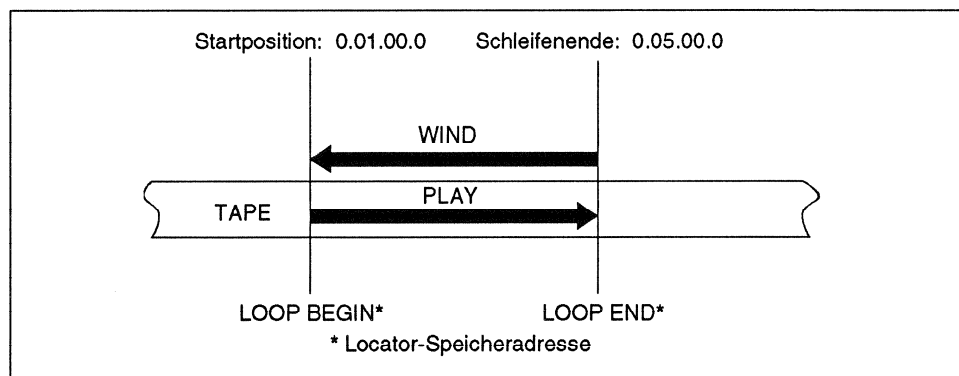 Startposition: 0.01.00.0 Schleifenende: 0.05.00.0
WIND
PLAY
TAPE
LOOP BEGIN* LOOP END*
* Locator-Speicheradresse